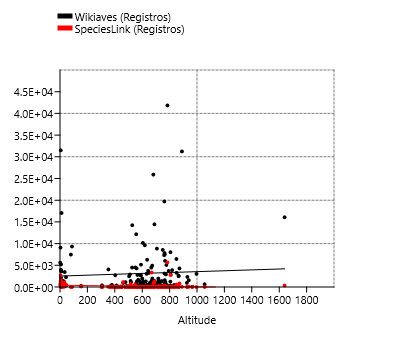 Wikiaves (Registros)
SpeciesLink (Registros)
4.5E+04
4.0E+04
3.5E+04
3.0E+04
2.5E+04
2.0E+04
1.5E+04
1.0E+04
5.0E+03
0.0E+00
0 200 400 600 800 1000 1200 1400 1600 1800
Altitude